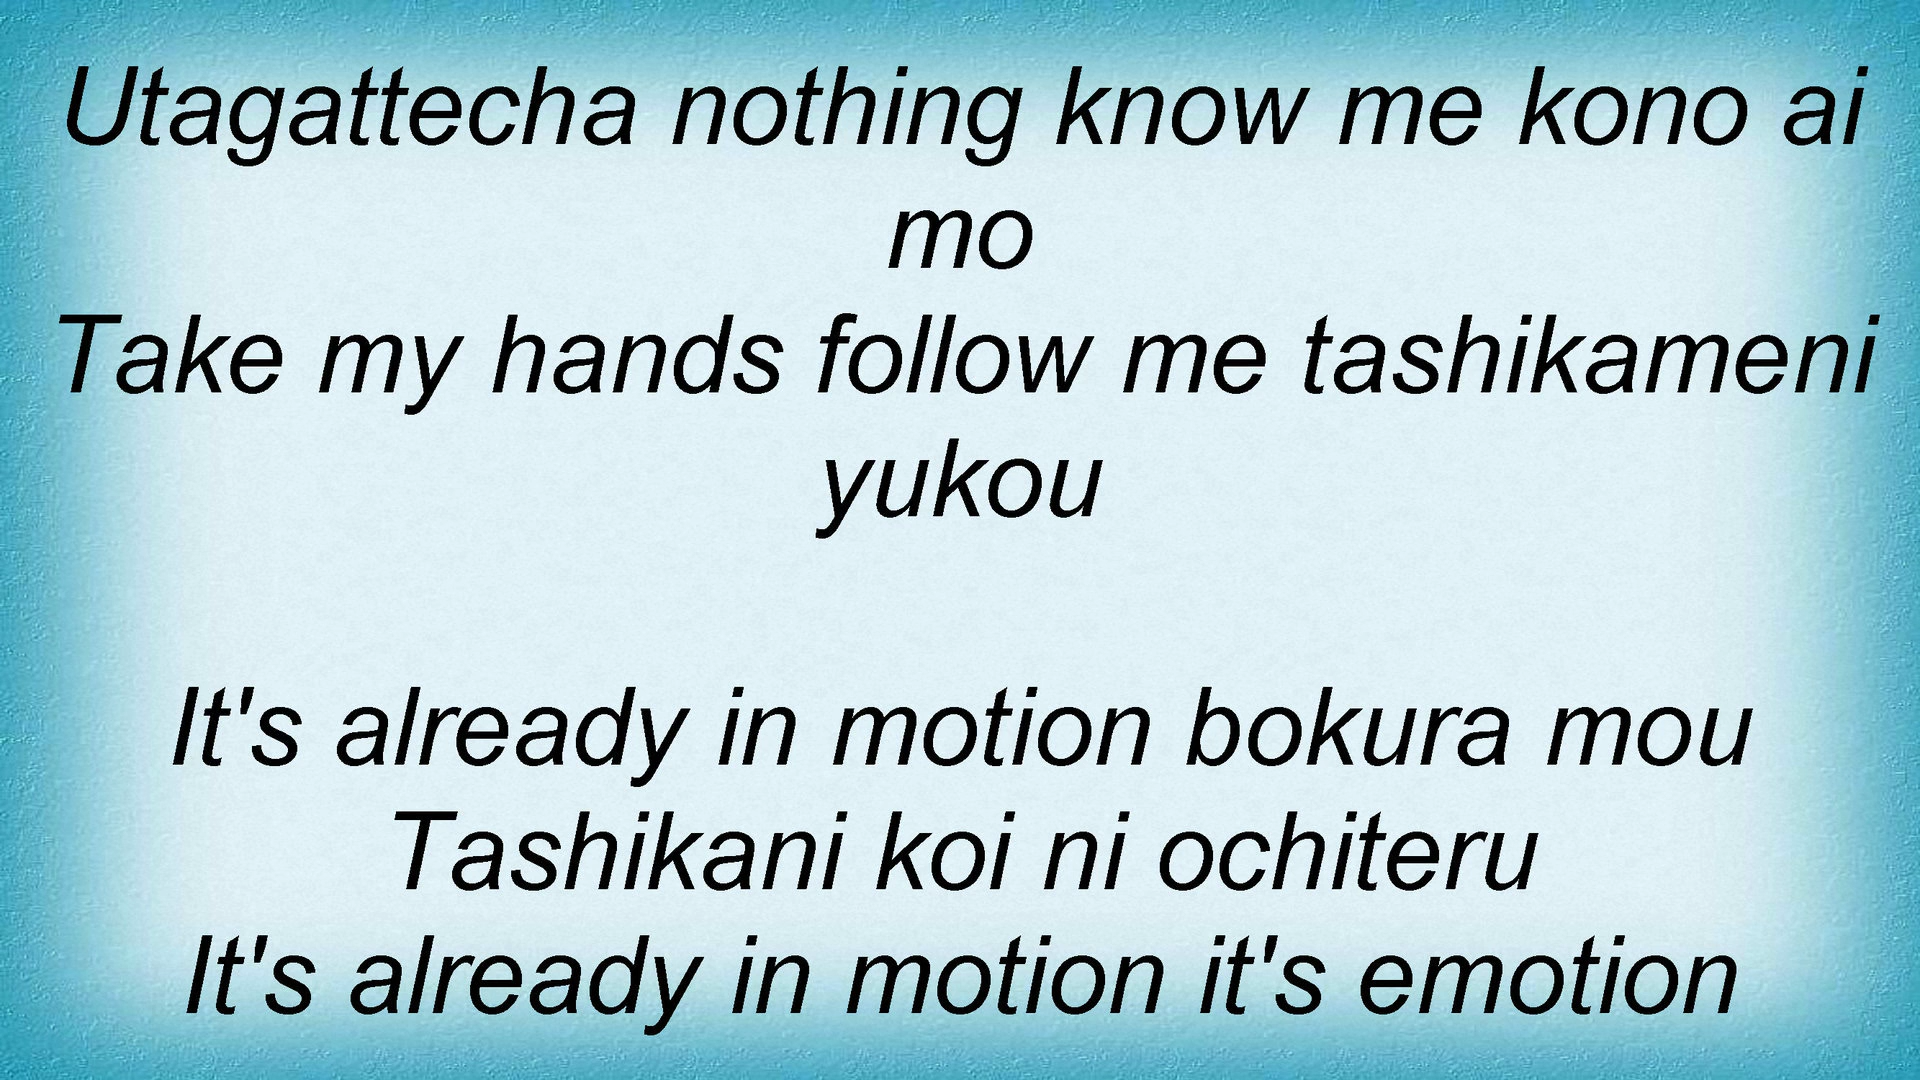 Utagattecha nothing know me kono ai
mo
Take my hands follow me tashikameni
yukou
It's already in motion bokura mou
Tashikani koi ni ochiteru
It's already in motion it's emotion